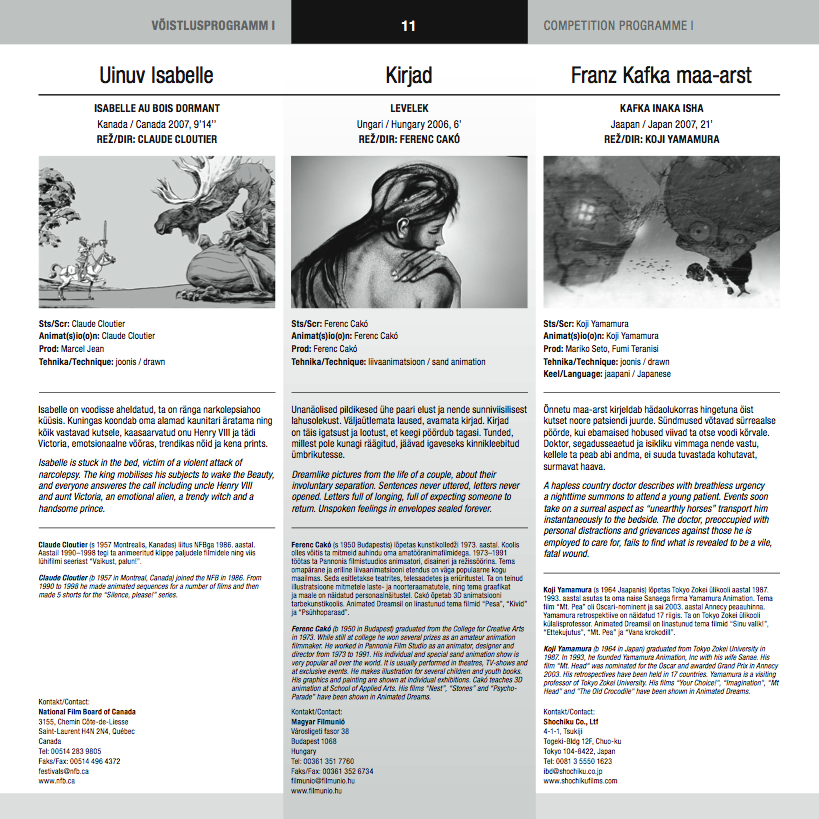 VÕISTLUSPROGRAMM I
11
COMPETITION PROGRAMME I
Uinuv Isabelle
ISABELLE AU BOIS DORMANT
Kanada / Canada 2007, 9’14’’
REŽ/DIR: CLAUDE CLOUTIER
Sts/Scr: Claude Cloutier
Animat(s)io(o)n: Claude Cloutier
Prod: Marcel Jean
Tehnika/Technique: joonis / drawn
Isabelle on voodisse aheldatud, ta on ränga narkolepsiahoo
küüsis. Kuningas koondab oma alamad kaunitari äratama ning
kõik vastavad kutsele, kaasaarvatud onu Henry VIII ja tädi
Victoria, emotsionaalne võõras, trendikas nõid ja kena prints.
Isabelle is stuck in the bed, victim of a violent attack of
narcolepsy. The king mobilises his subjects to wake the Beauty,
and everyone answers the call including uncle Henry VIII
and aunt Victoria, an emotional alien, a trendy witch and a
handsome prince.
Claude Cloutier (s 1957 Montrealis, Kanadas) liitus NFBga 1986. aastal.
Aastail 1990–1998 tegi ta animeeritud klippe paljudele filmidele ning viis
lühifilmi seeriast “Vaikust, palun!”.
Claude Cloutier (b 1957 in Montreal, Canada) joined the NFB in 1986. From
1990 to 1998 he made animated sequences for a number of films and then
made 5 shorts for the “Silence, please!” series.
Kontakt/Contact:
National Film Board of Canada
3155, Chemin Côte-de-Liesse
Saint-Laurent H4N 2N4, Québec
Canada
Tel: 00514 283 9805
Faks/Fax: 00514 496 4372
festivals@nfb.ca
www.nfb.ca
Kirjad
LEVELEK
Ungari / Hungary 2006, 6’
REŽ/DIR: FERENC CAKÓ
Sts/Scr: Ferenc Cakó
Animat(s)io(o)n: Ferenc Cakó
Prod: Ferenc Cakó
Tehnika/Technique: liivaanimatsioon / sand animation
Unanäolised pildikesed ühe paari elust ja nende sunniviisilisest
lahusolekust. Väljaütlemata laused, avamata kirjad. Kirjad
on täis igatsust ja lootust, et keegi pöördub tagasi. Tunded,
millest pole kunagi räägitud, jäävad igaveseks kinnikleebitud
ümbrikutesse.
Dreamlike pictures from the life of a couple, about their
involuntary separation. Sentences never uttered, letters never
opened. Letters full of longing, full of expecting someone to
return. Unspoken feelings in envelopes sealed forever.
Ferenc Cakó (s 1950 Budapestis) lõpetas kunstikolledži 1973. aastal. Koolis
olles võitis ta mitmeid auhindu oma amatööranimafilmidega. 1973–1991
töötas ta Pannonia filmistudios animaatori, disaineri ja režissöörina. Tema
omapärane ja eriline liivaanimatsiooni etendus on väga populaarne kogu
maailmas. Seda esitletakse teatrites, telesaadetes ja eriüritustel. Ta on teinud
illustratsioone mitmetele laste- ja noorteraamatutele, ning tema graafikat
ja maale on näidatud personaalnäitustel. Cakó õpetab 3D animatsiooni
tarbekunstikoolis. Animated Dreamsil on linastunud tema filmid “Pesa”, “Kivid”
ja “Psühhoparaad”.
Ferenc Cakó (b 1950 in Budapest) graduated from the College for Creative Arts
in 1973. While still at college he won several prizes as an amateur animation
filmmaker. He worked in Pannonia Film Studio as an animator, designer and
director from 1973 to 1991. His individual and special sand animation show is
very popular all over the world. It is usually performed in theatres, TV-shows and
at exclusive events. He makes illustration for several children and youth books.
His graphics and painting are shown at individual exhibitions. Cakó teaches 3D
animation at School of Applied Arts. His films “Nest”, “Stones” and “Psycho-
Parade” have been shown in Animated Dreams.
Kontakt/Contact:
Magyar Filmunió
Városligeti fasor 38
Budapest 1068
Hungary
Tel: 00361 351 7760
Faks/Fax: 00361 352 6734
filmunio@filmunio.hu
www.filmunio.hu
Franz Kafka maa-arst
KAFKA INAKA ISHA
Jaapan / Japan 2007, 21’
REŽ/DIR: KOJI YAMAMURA
Sts/Scr: Koji Yamamura
Animat(s)io(o)n: Koji Yamamura
Prod: Mariko Seto, Fumi Teranisi
Tehnika/Technique: joonis / drawn
Keel/Language: jaapani / Japanese
Õnnetu maa-arst kirjeldab hädaolukorras hingetuna öist
kutset noore patsiendi juurde. Sündmused võtavad sürreaalse
pöörde, kui ebamaised hobused viivad ta otse voodi kõrvale.
Doktor, segadusseaetud ja isikliku vimmaga nende vastu,
kellele ta peab abi andma, ei suuda tuvastada kohutavat,
surmavat haava.
A hapless country doctor describes with breathless urgency
a nighttime summons to attend a young patient. Events soon
take on a surreal aspect as “unearthly horses” transport him
instantaneously to the bedside. The doctor, preoccupied with
personal distractions and grievances against those he is
employed to care for, fails to find what is revealed to be a vile,
fatal wound.
Koji Yamamura (s 1964 Jaapanis) lõpetas Tokyo Zokei ülikooli aastal 1987.
1993. aastal asutas ta oma naise Sanaega firma Yamamura Animation. Tema
film “Mt. Pea” oli Oscari-nominent ja sai 2003. aastal Annecy peaauhinna.
Yamamura retrospektiive on näidatud 17 riigis. Ta on Tokyo Zokei ülikooli
külalisprofessor. Animated Dreamsil on linastunud tema filmid “Sinu valik!”,
“Ettekujutus”, “Mt. Pea” ja “Vana krokodill”.
Koji Yamamura (b 1964 in Japan) graduated from Tokyo Zokei University in
1987. In 1993, he founded Yamamura Animation, Inc with his wife Sanae. His
film “Mt. Head” was nominated for the Oscar and awarded Grand Prix in Annecy
2003. His retrospectives have been held in 17 countries. Yamamura is a visiting
professor of Tokyo Zokei University. His films “Your Choice!”, “Imagination”, “Mt
Head” and “The Old Crocodile” have been shown in Animated Dreams.
Kontakt/Contact:
Shochiku Co., Ltf
4-1-1, Tsukiji
Togeki-Bldg 12F, Chuo-ku
Tokyo 104-8422, Japan
Tel: 0081 3 5550 1623
ibd@shochiku.co.jp
www.shochikufilms.com